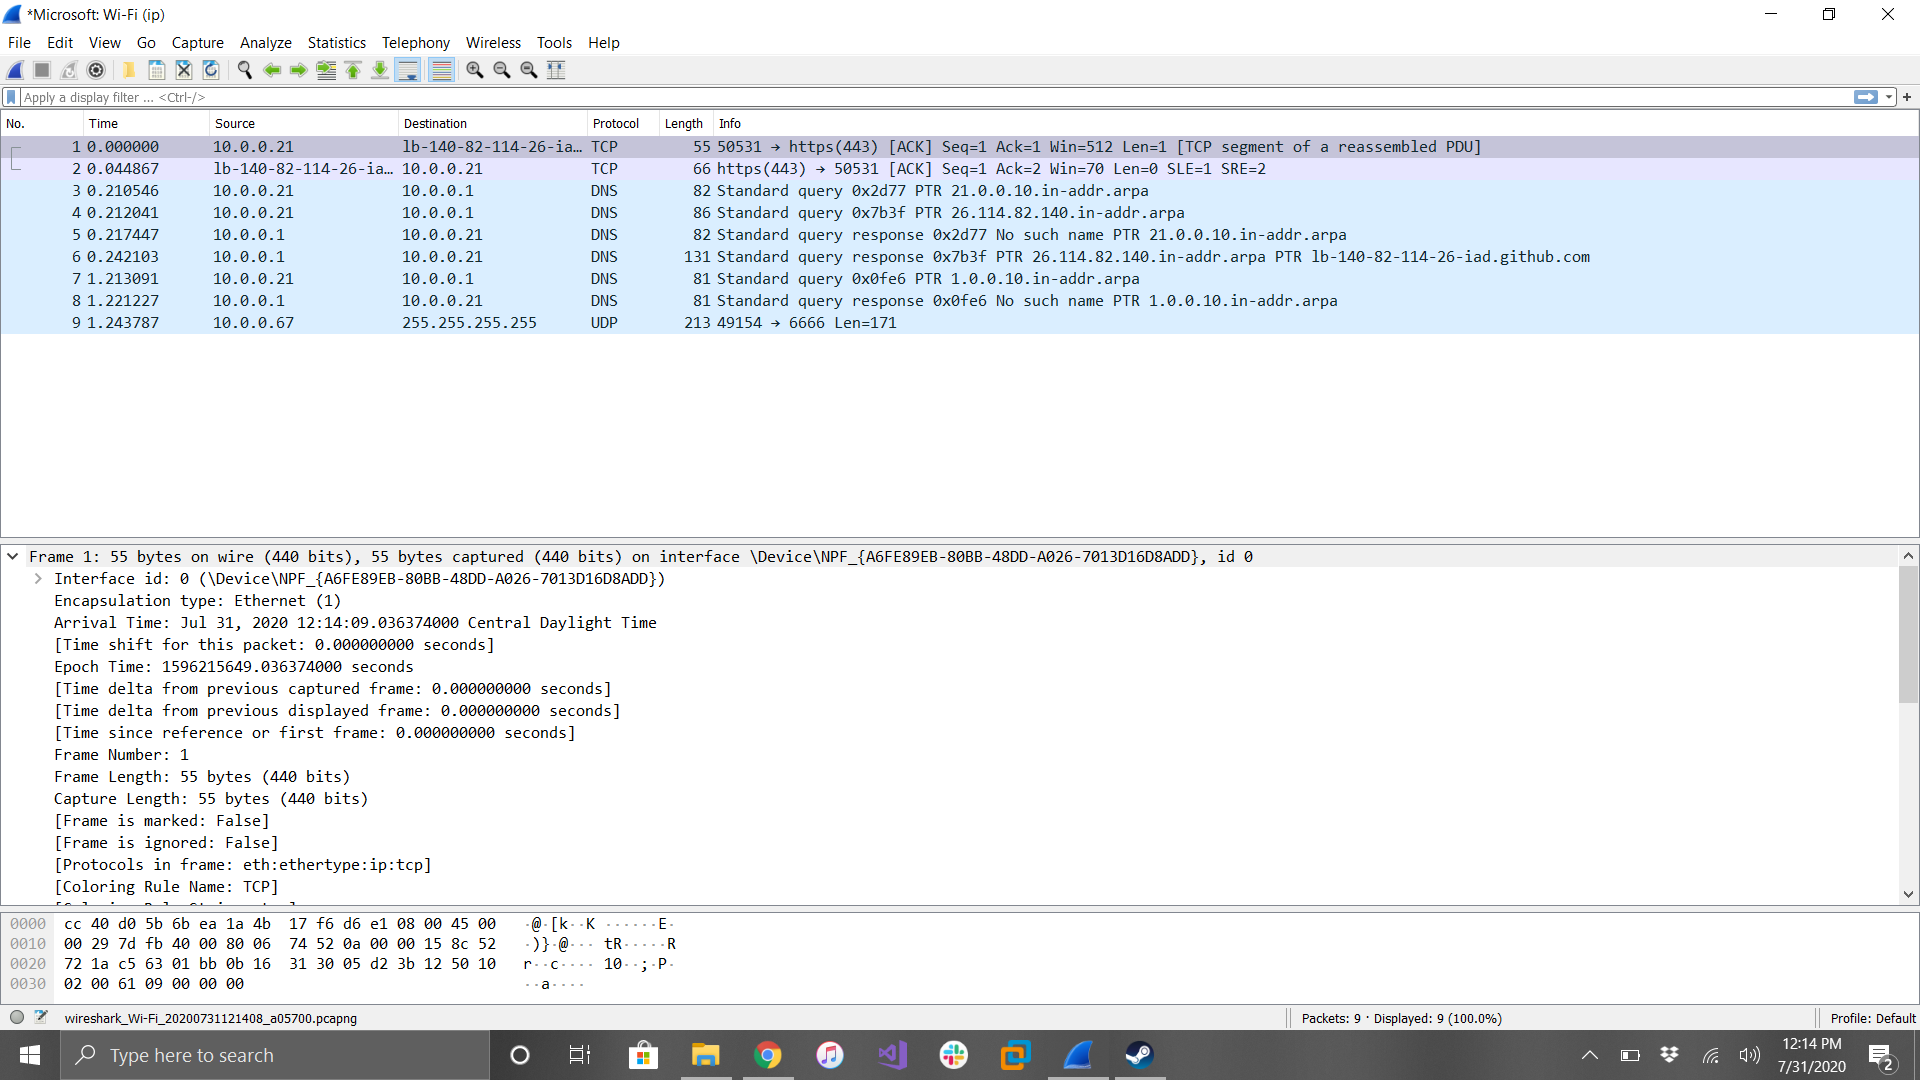 *Microsoft: Wi-Fi (ip)
File Edit View Go Capture Analyze Statistics Telephony Wireless Tools Help
Apply a display filter ... <Ctrl-/>
No. Time Source Destination Protocol Length Info
1 0.000000 10.0.0.21 lb-140-82-114-26-ia... TCP 55 50531 → https(443) [ACK] Seq=1 Ack=1 Win=512 Len=1 [TCP segment of a reassembled PDU]
2 0.044867 lb-140-82-114-26-ia... 10.0.0.21 TCP 66 https(443) → 50531 [ACK] Seq=1 Ack=2 Win=70 Len=0 SLE=1 SRE=2
3 0.210546 10.0.0.21 10.0.0.1 DNS 82 Standard query 0x2d77 PTR 21.0.0.10.in-addr.arpa
4 0.212041 10.0.0.21 10.0.0.1 DNS 86 Standard query 0x7b3f PTR 26.114.82.140.in-addr.arpa
5 0.217447 10.0.0.1 10.0.0.21 DNS 82 Standard query response 0x2d77 No such name PTR 21.0.0.10.in-addr.arpa
6 0.242103 10.0.0.1 10.0.0.21 DNS 131 Standard query response 0x7b3f PTR 26.114.82.140.in-addr.arpa PTR lb-140-82-114-26-iad.github.com
7 1.213091 10.0.0.21 10.0.0.1 DNS 81 Standard query 0x0fe6 PTR 1.0.0.10.in-addr.arpa
8 1.221227 10.0.0.1 10.0.0.21 DNS 81 Standard query response 0x0fe6 No such name PTR 1.0.0.10.in-addr.arpa
9 1.243787 10.0.0.67 255.255.255.255 UDP 213 49154 → 6666 Len=171
Frame 1: 55 bytes on wire (440 bits), 55 bytes captured (440 bits) on interface \Device\NPF_{A6FE89EB-80BB-48DD-A026-7013D16D8ADD}, id 0
Interface id: 0 (\Device\NPF_{A6FE89EB-80BB-48DD-A026-7013D16D8ADD})
Encapsulation type: Ethernet (1)
Arrival Time: Jul 31, 2020 12:14:09.036374000 Central Daylight Time
[Time shift for this packet: 0.000000000 seconds]
Epoch Time: 1596215649.036374000 seconds
[Time delta from previous captured frame: 0.000000000 seconds]
[Time delta from previous displayed frame: 0.000000000 seconds]
[Time since reference or first frame: 0.000000000 seconds]
Frame Number: 1
Frame Length: 55 bytes (440 bits)
Capture Length: 55 bytes (440 bits)
[Frame is marked: False]
[Frame is ignored: False]
[Protocols in frame: eth:ethertype:ip:tcp]
[Coloring Rule Name: TCP]
0000 cc 40 d0 5b 6b ea 1a 4b 17 f6 d6 e1 08 00 45 00 ·@·[k··K ······E·
0010 00 29 7d fb 40 00 80 06 74 52 0a 00 00 15 8c 52 ·)}·@··· tR·····R
0020 72 1a c5 63 01 bb 0b 16 31 30 05 d2 3b 12 50 10 r··c···· 10··;·P·
0030 02 00 61 09 00 00 00 ··a····
wireshark_Wi-Fi_20200731121408_a05700.pcapng Packets: 9 · Displayed: 9 (100.0%) Profile: Default
Type here to search
12:14 PM
7/31/2020
2